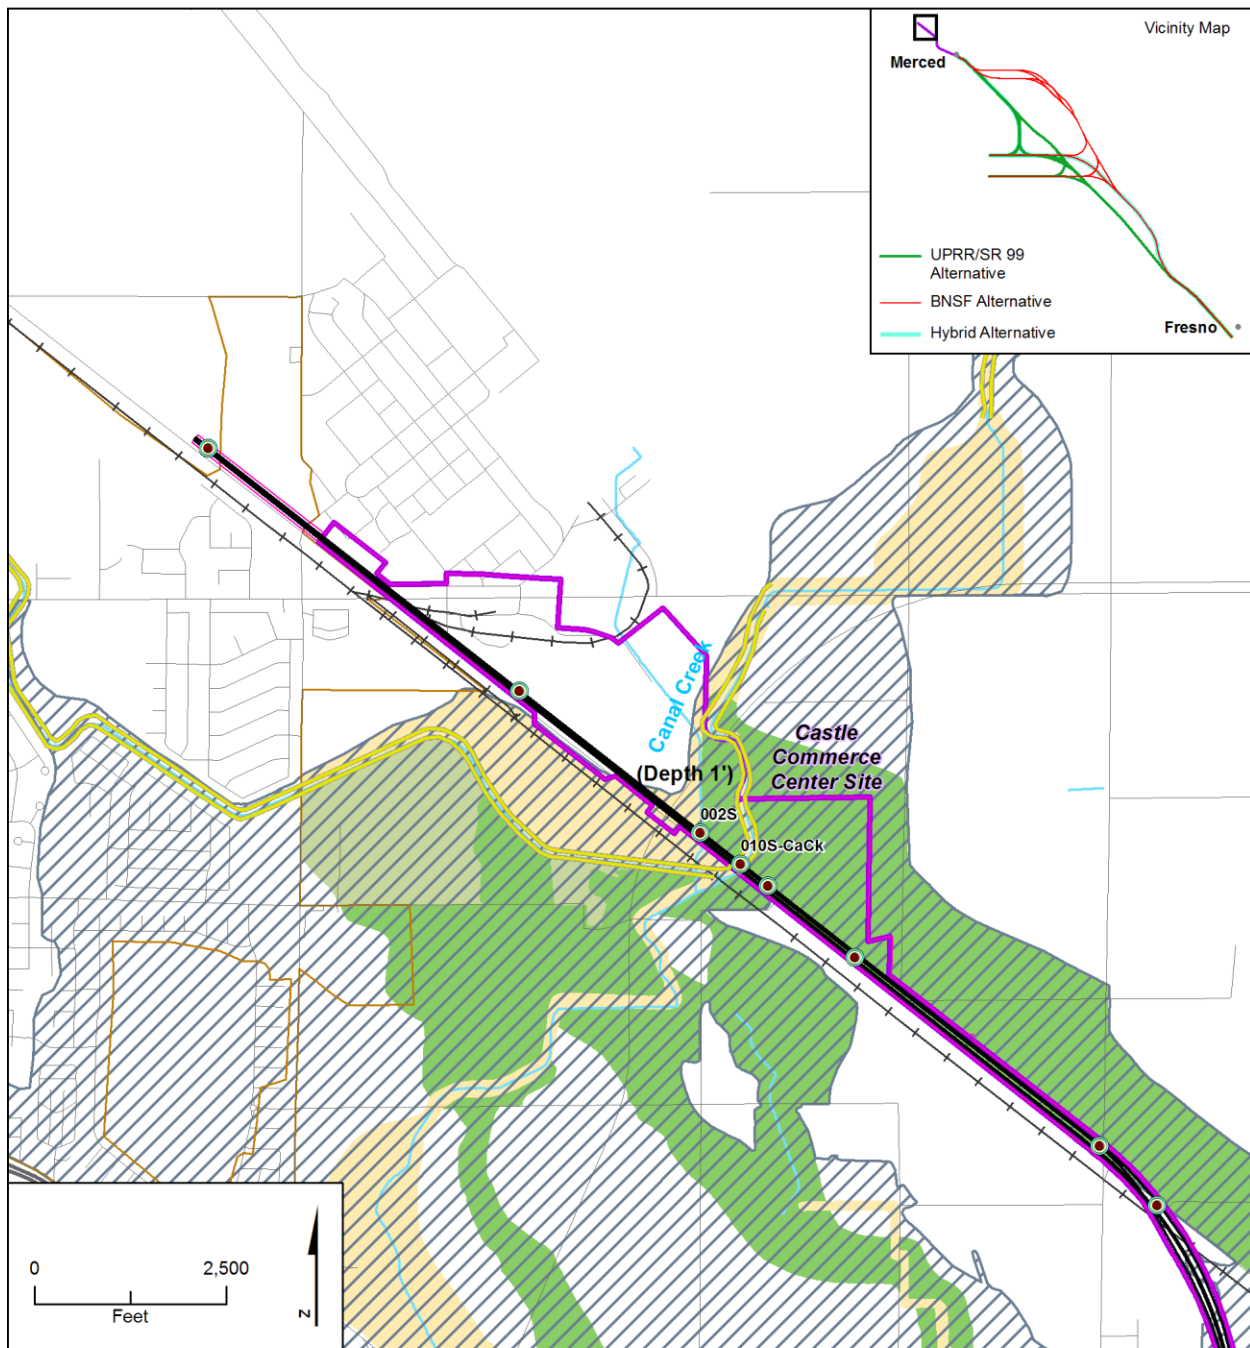 Vicinity Map
Merced
UPRR/SR 99
Alternative
BNSF Alternative
Hybrid Alternative
Fresno
Canal Creek
Castle
Commerce
Center Site
(Depth 1')
002S
010S-CaCk
0 2,500
Feet
N